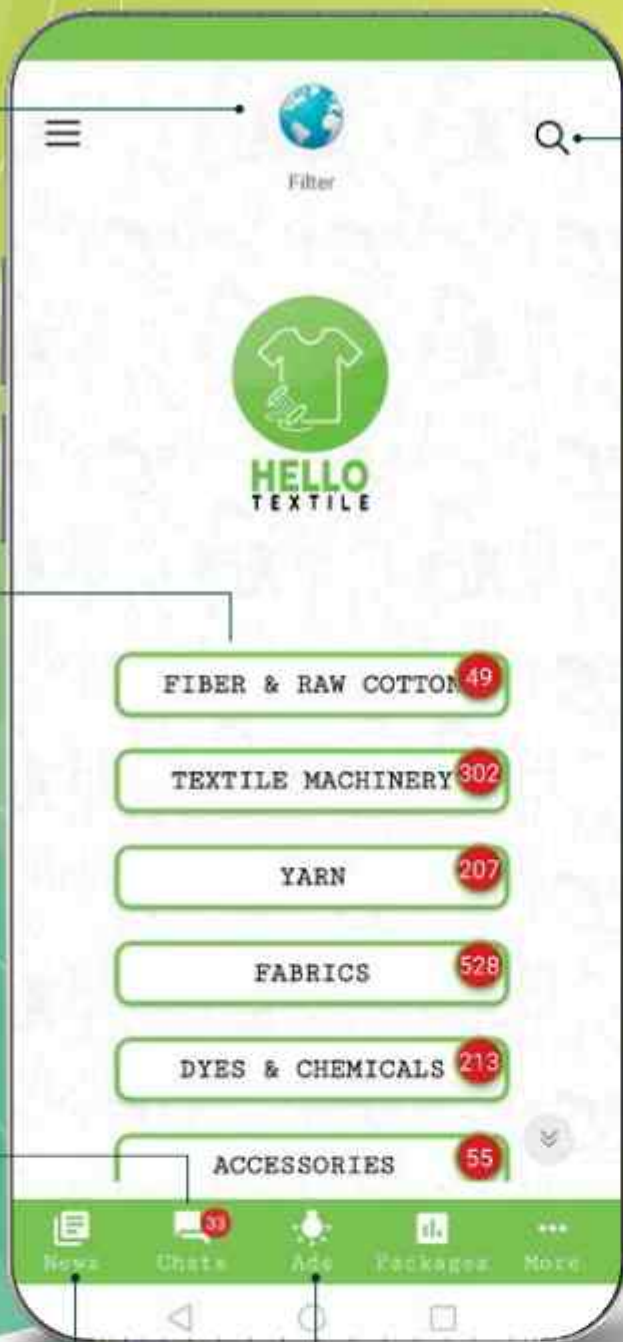 Filter
HELLO
TEXTILE
FIBER & RAW COTTON 49
TEXTILE MACHINERY 302
YARN 207
FABRICS 528
DYES & CHEMICALS 213
ACCESSORIES 55
33
News Chats Ads Packages More